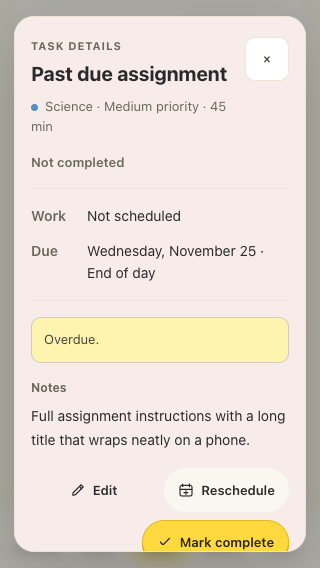 TASK DETAILS
Past due assignment
×
Science · Medium priority · 45
min
Not completed
Work Not scheduled
Due Wednesday, November 25 ·
End of day
Overdue.
Notes
Full assignment instructions with a long
title that wraps neatly on a phone.
Edit Reschedule
Mark complete